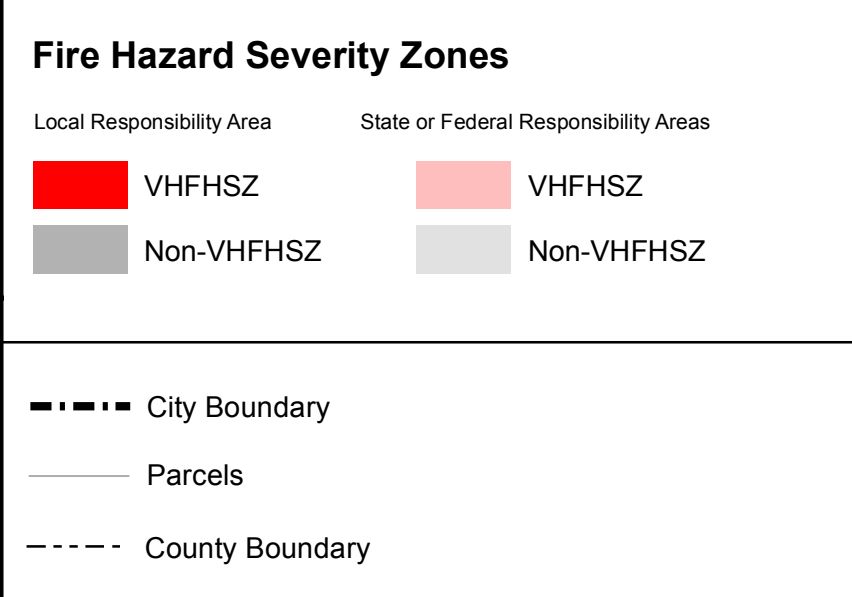 Fire Hazard Severity Zones
Local Responsibility Area
State or Federal Responsibility Areas
VHFHSZ
VHFHSZ
Non-VHFHSZ
Non-VHFHSZ
City Boundary
Parcels
County Boundary